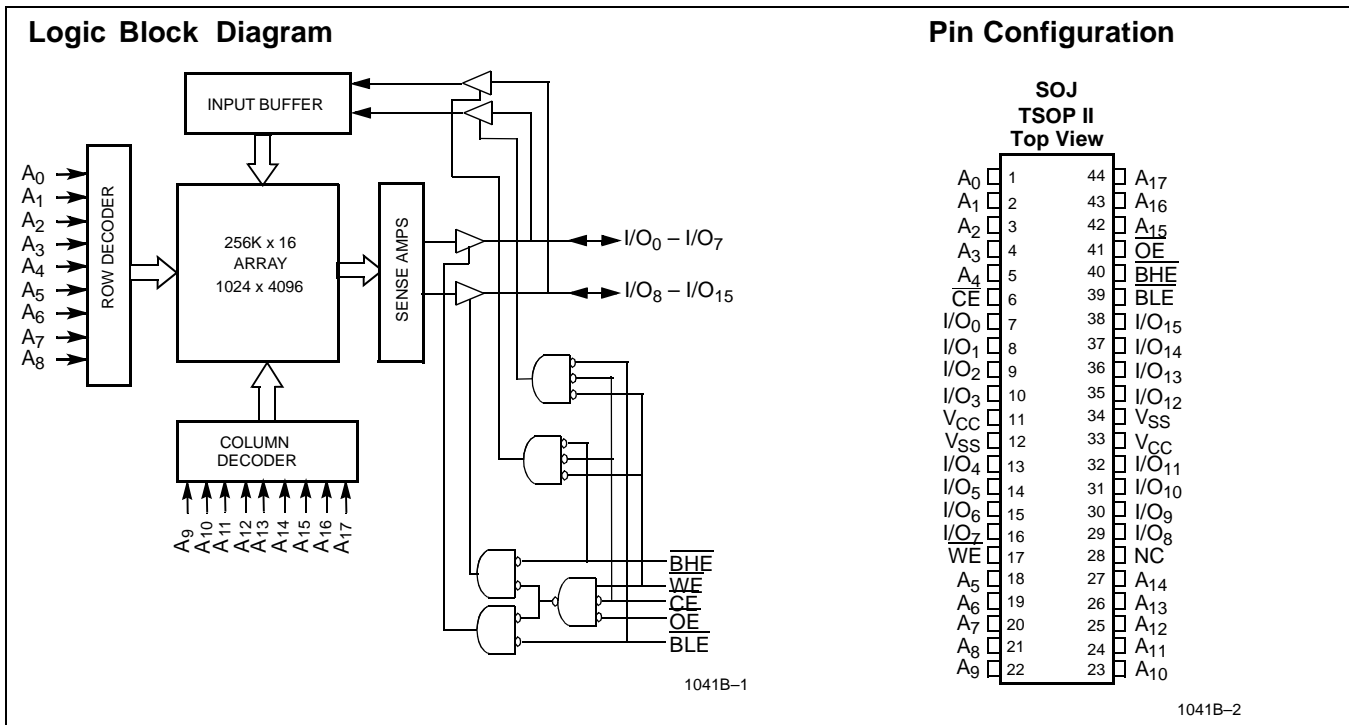 Logic Block Diagram
INPUT BUFFER
A0
A1
A2
A3
A4
A5
A6
A7
A8
ROW DECODER
256K x 16
ARRAY
1024 x 4096
SENSE AMPS
I/O0 – I/O7
I/O8 – I/O15
COLUMN
DECODER
A9
A10
A11
A12
A13
A14
A15
A16
A17
BHE
WE
CE
OE
BLE
1041B–1
Pin Configuration
SOJ
TSOP II
Top View
A0 1 44 A17
A1 2 43 A16
A2 3 42 A15
A3 4 41 OE
A4 5 40 BHE
CE 6 39 BLE
I/O0 7 38 I/O15
I/O1 8 37 I/O14
I/O2 9 36 I/O13
I/O3 10 35 I/O12
VCC 11 34 VSS
VSS 12 33 VCC
I/O4 13 32 I/O11
I/O5 14 31 I/O10
I/O6 15 30 I/O9
I/O7 16 29 I/O8
WE 17 28 NC
A5 18 27 A14
A6 19 26 A13
A7 20 25 A12
A8 21 24 A11
A9 22 23 A10
1041B–2